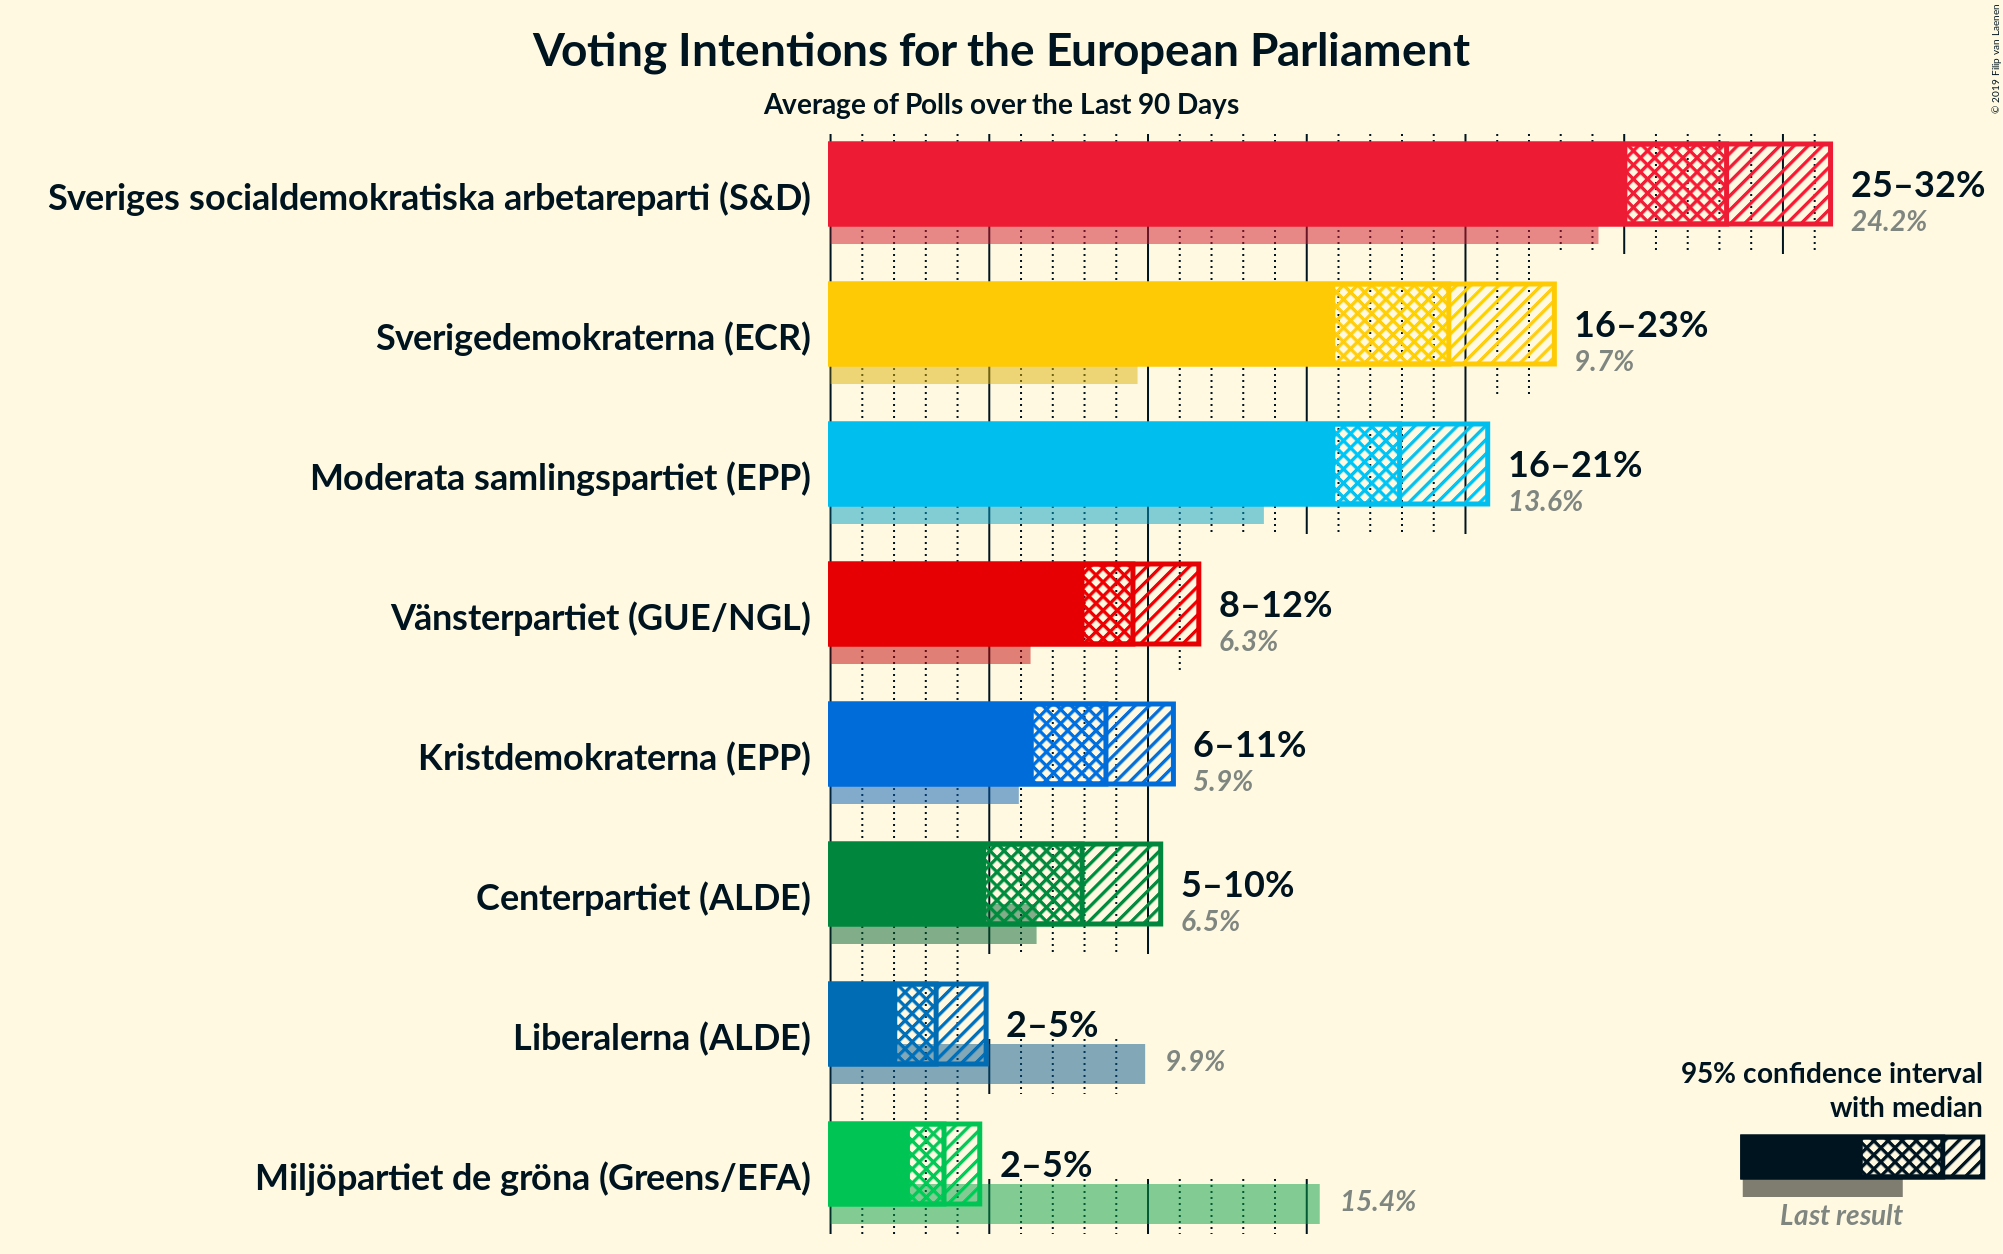 Voting Intentions for the European Parliament
Average of Polls over the Last 90 Days
© 2019 Filip van Laenen
Sveriges socialdemokratiska arbetareparti (S&D)
25–32%
24.2%
Sverigedemokraterna (ECR)
16–23%
9.7%
Moderata samlingspartiet (EPP)
16–21%
13.6%
Vänsterpartiet (GUE/NGL)
8–12%
6.3%
Kristdemokraterna (EPP)
6–11%
5.9%
Centerpartiet (ALDE)
5–10%
6.5%
Liberalerna (ALDE)
2–5%
9.9%
Miljöpartiet de gröna (Greens/EFA)
2–5%
15.4%
95% confidence interval
with median
Last result